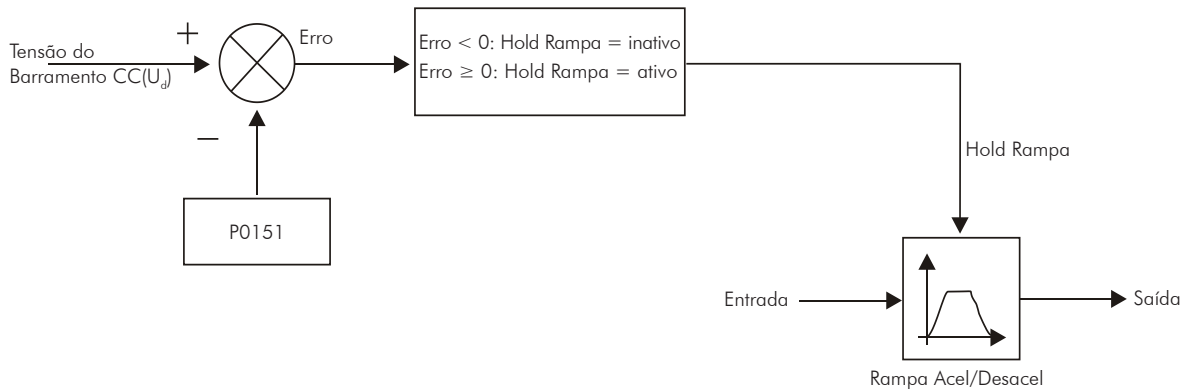 Tensão do
Barramento CC(Ud)
+
Erro
−
P0151
Erro < 0: Hold Rampa = inativo
Erro ≥ 0: Hold Rampa = ativo
Hold Rampa
Entrada
Saída
Rampa Acel/Desacel